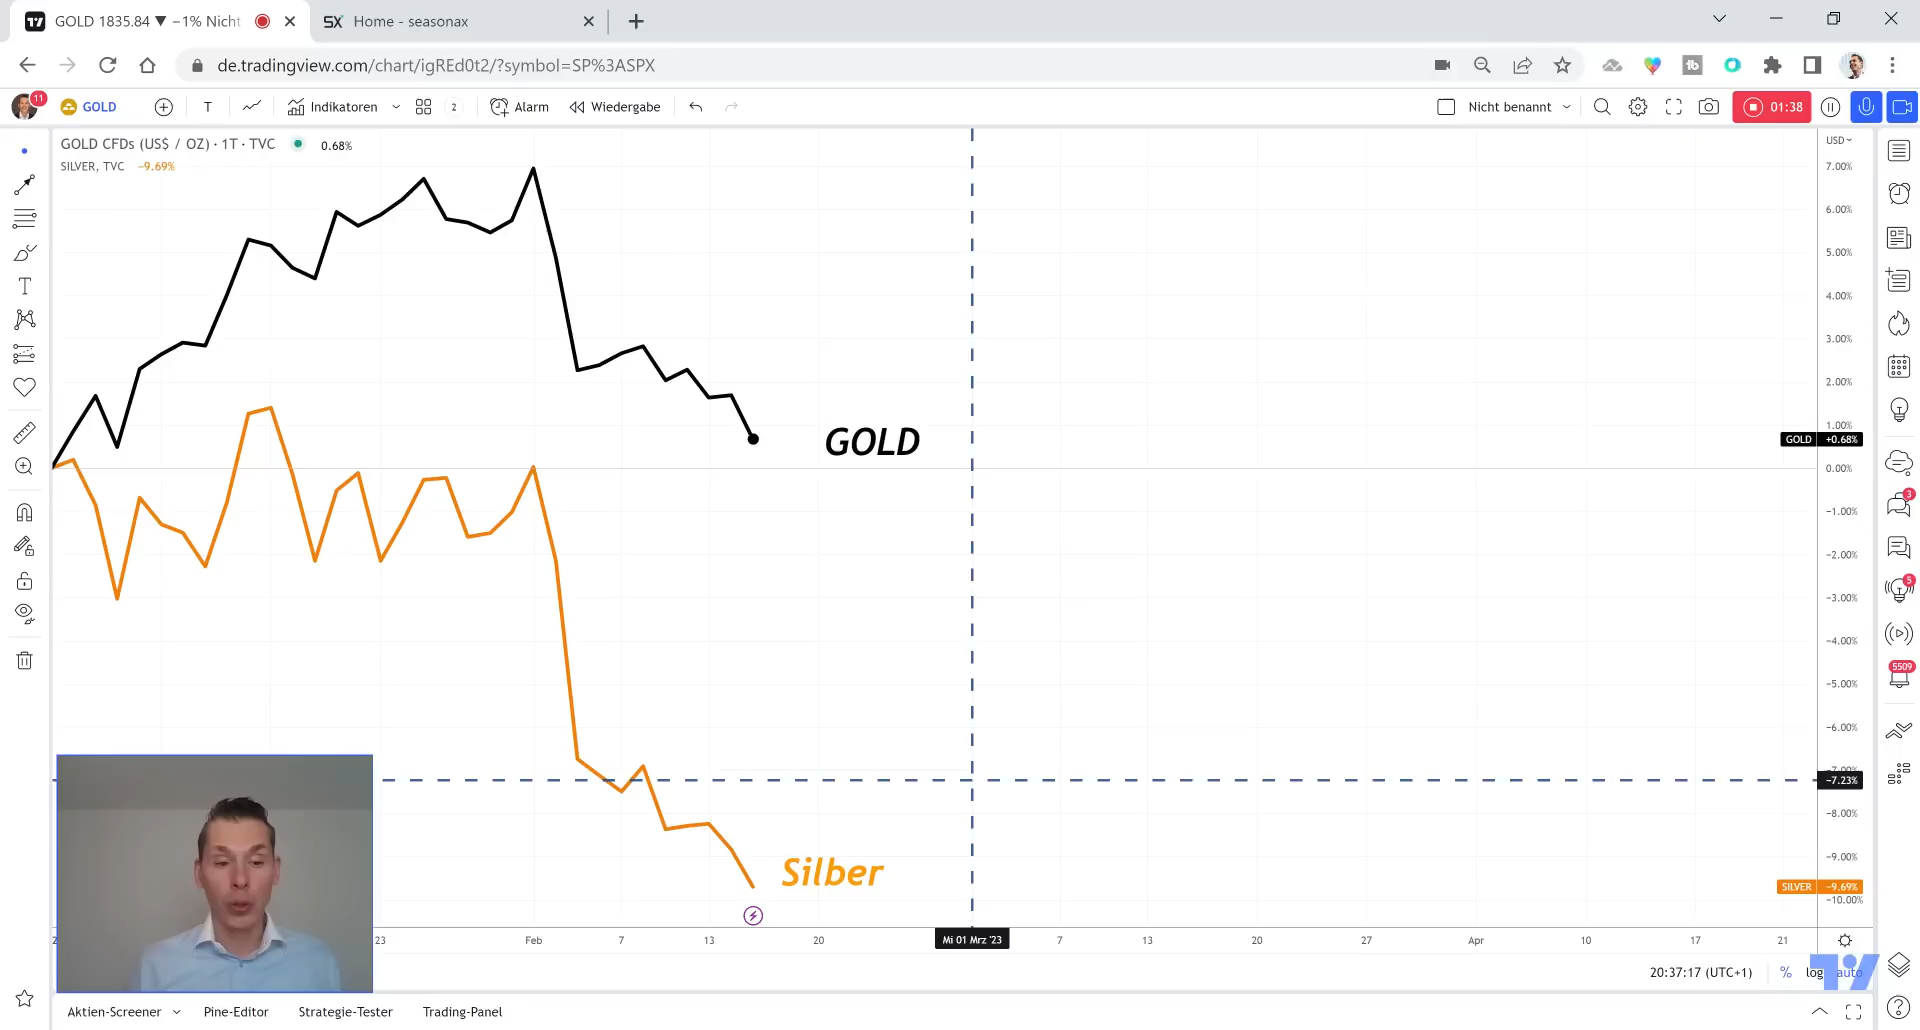 GOLD 1835.84 ▼ −1% Nicht
SX Home - seasonax
de.tradingview.com/chart/igREd0t2/?symbol=SP%3ASPX
11 GOLD T Indikatoren 2 Alarm Wiedergabe Nicht benannt 01:38
GOLD CFDs (US$ / OZ) · 1T · TVC 0.68%
SILVER, TVC −9.69%
USD
7.00%
6.00%
5.00%
4.00%
3.00%
2.00%
1.00%
GOLD +0.68%
0.00%
−1.00%
−2.00%
−3.00%
−4.00%
−5.00%
−6.00%
−7.23%
−8.00%
−9.00%
SILVER −9.69%
−10.00%
GOLD
Silber
3
5
5509
23 Feb 7 13 20 Mi 01 Mrz '23 7 13 20 27 Apr 10 17 21
20:37:17 (UTC+1) % log auto
Aktien-Screener Pine-Editor Strategie-Tester Trading-Panel